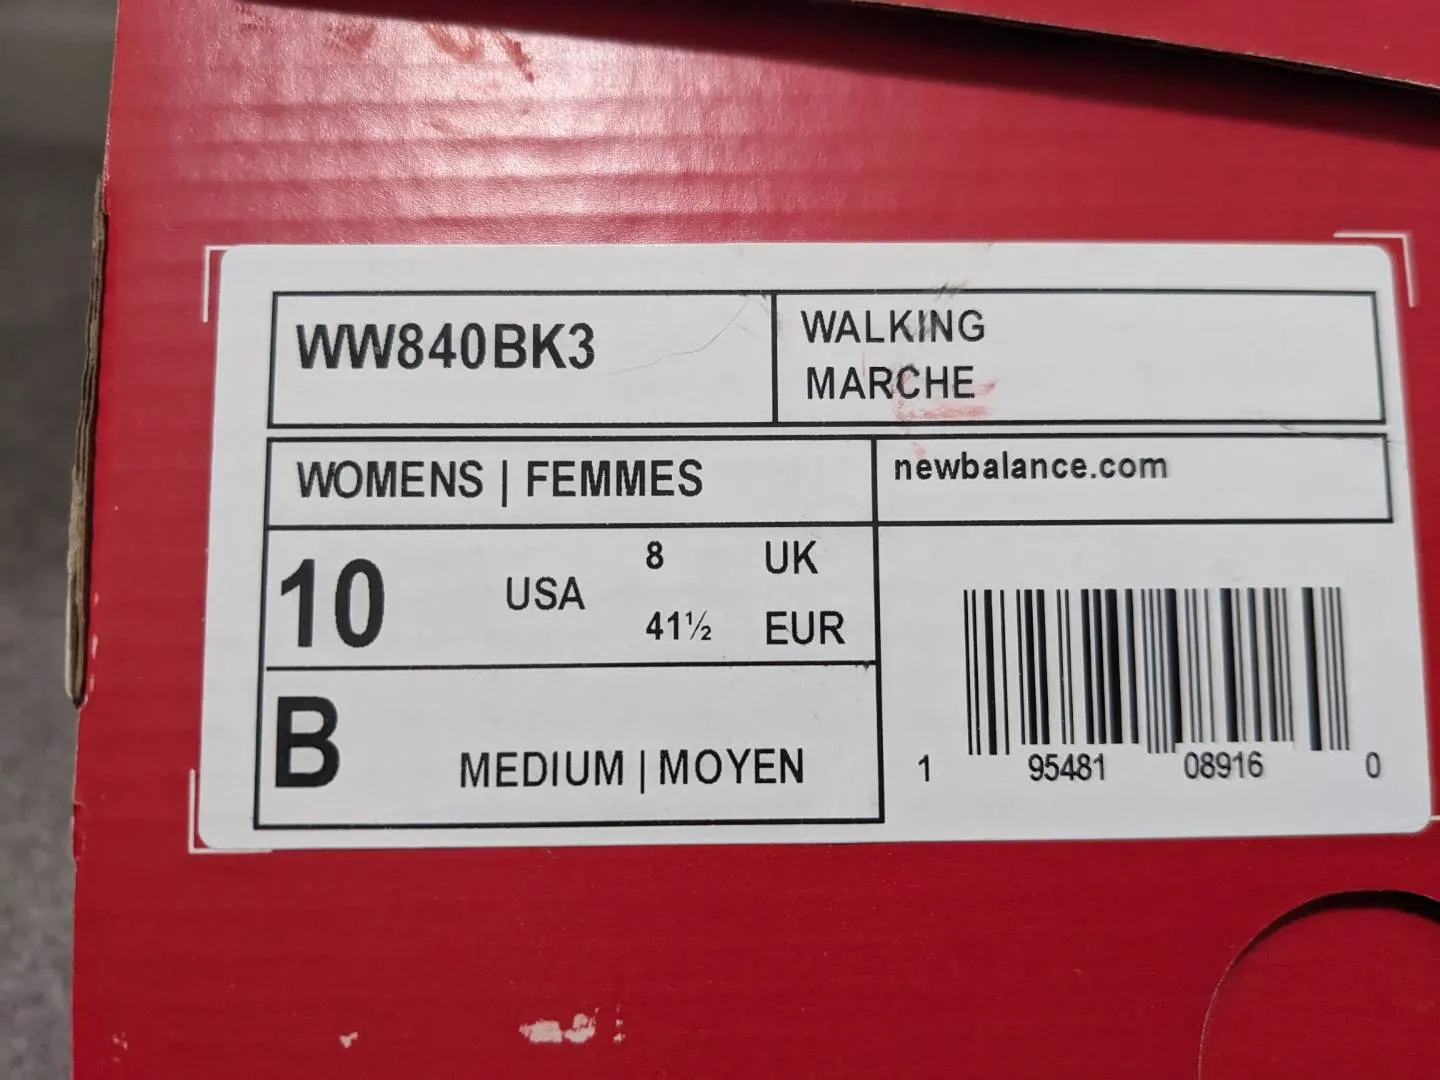 WW840BK3
WALKING
MARCHE
WOMENS | FEMMES
newbalance.com
10 USA 8 UK
41½ EUR
B MEDIUM | MOYEN
1 95481 08916 0